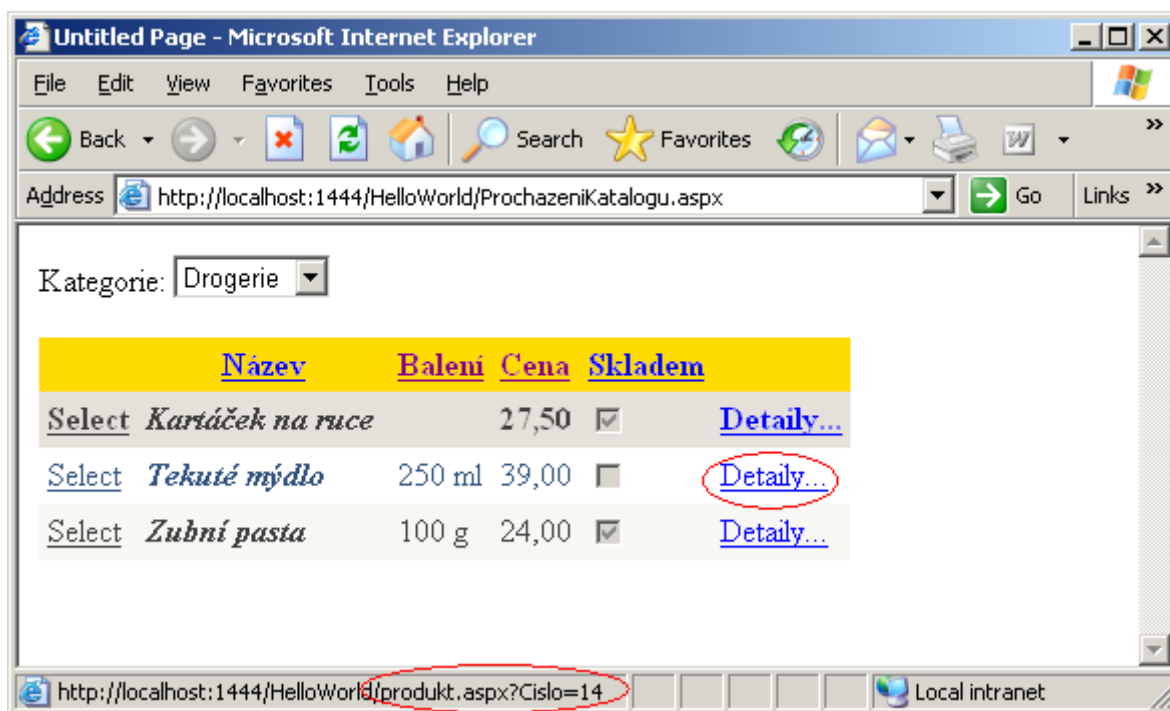 Untitled Page - Microsoft Internet Explorer
File Edit View Favorites Tools Help
Back Search Favorites W »
Address http://localhost:1444/HelloWorld/ProchazeniKatalogu.aspx Go Links »
Kategorie: Drogerie
Název Balení Cena Skladem
Select Kartáček na ruce 27,50 Detaily...
Select Tekuté mýdlo 250 ml 39,00 Detaily...
Select Zubní pasta 100 g 24,00 Detaily...
http://localhost:1444/HelloWorld/produkt.aspx?Cislo=14 Local intranet